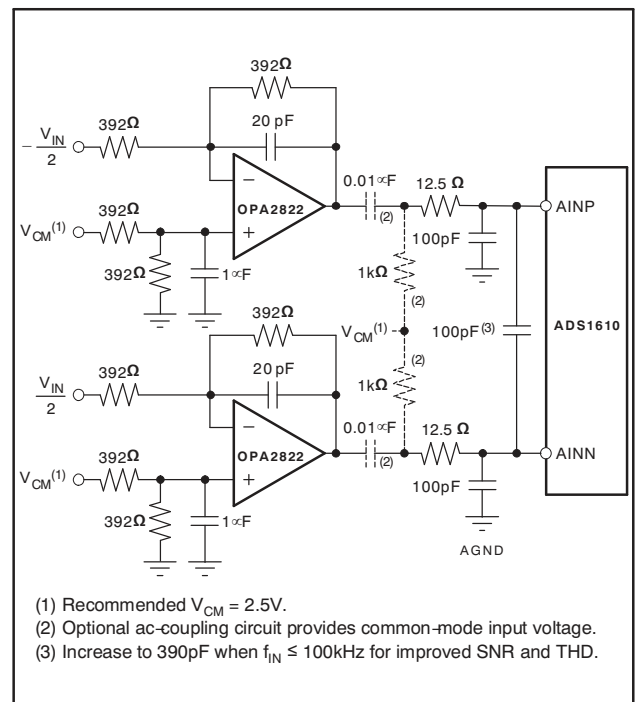 392Ω
20 pF
392Ω
− V_IN
2
−
+
OPA2822
392Ω
V_CM(1)
392Ω
1∝F
0.01∝F
(2)
12.5 Ω
100pF
AINP
1kΩ
(2)
V_CM(1)
100pF(3)
ADS1610
(2)
1kΩ
392Ω
20 pF
392Ω
V_IN
2
−
+
OPA2822
392Ω
V_CM(1)
392Ω
1∝F
0.01∝F
(2)
12.5 Ω
100pF
AINN
AGND
(1) Recommended V_CM = 2.5V.
(2) Optional ac−coupling circuit provides common−mode input voltage.
(3) Increase to 390pF when f_IN ≤ 100kHz for improved SNR and THD.